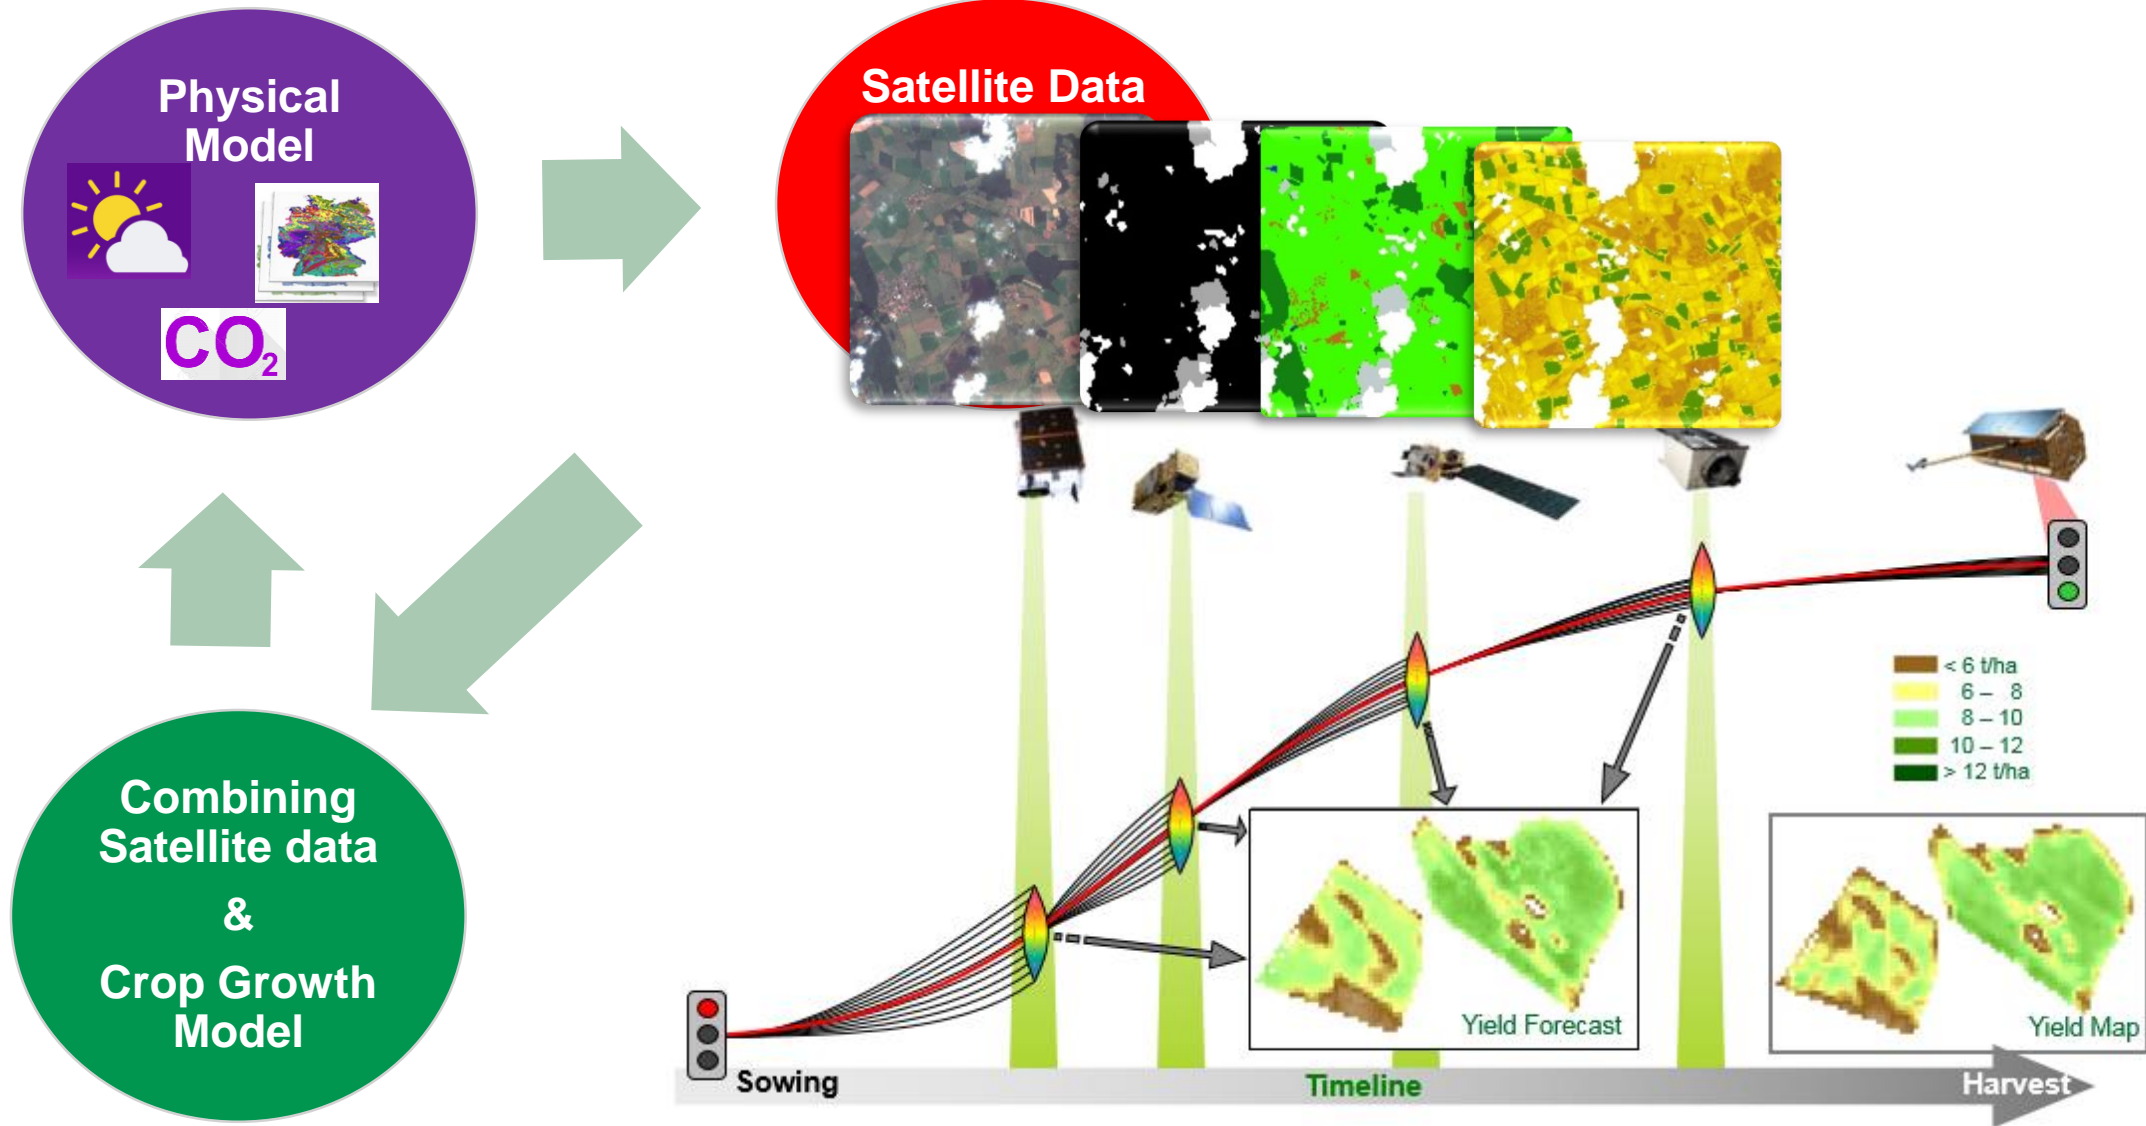 Physical
Model
CO₂
Satellite Data
Combining
Satellite data
&
Crop Growth
Model
< 6 t/ha
6 – 8
8 – 10
10 – 12
> 12 t/ha
Yield Forecast
Yield Map
Sowing
Timeline
Harvest